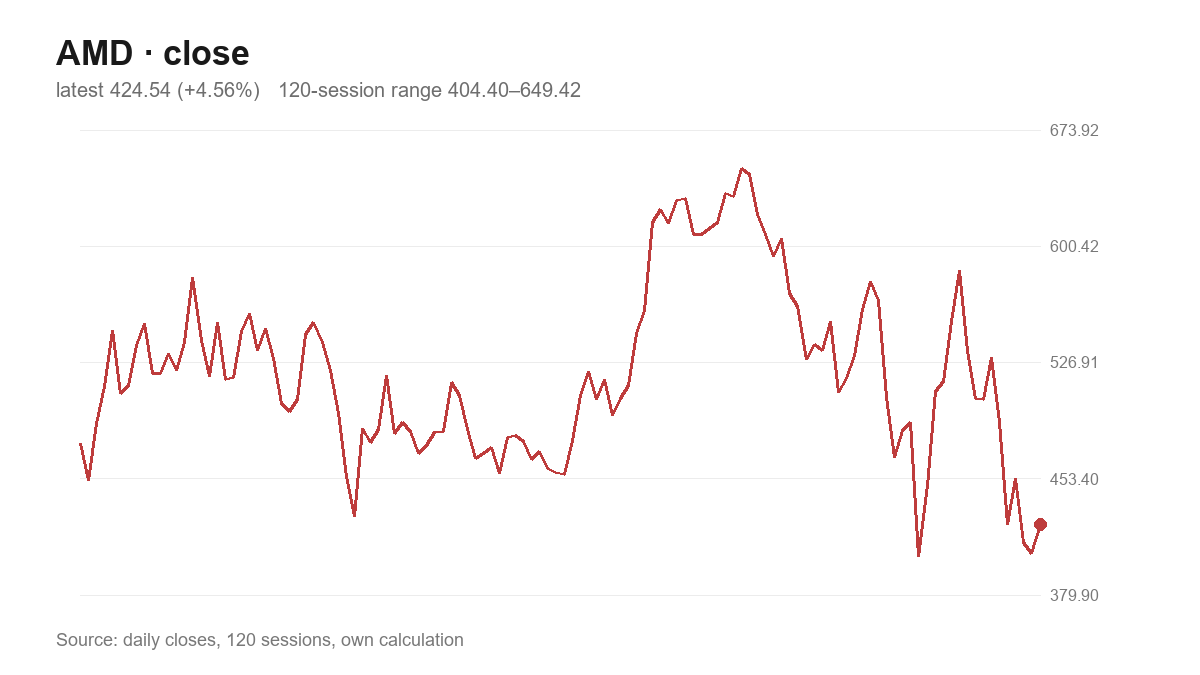 AMD · close
latest 424.54 (+4.56%) 120-session range 404.40–649.42
673.92
600.42
526.91
453.40
379.90
Source: daily closes, 120 sessions, own calculation